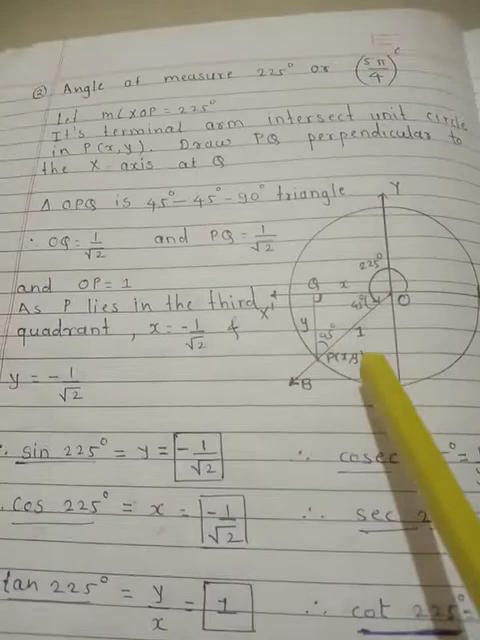 ② Angle of measure 225° or (5π/4)^c
Let m∠XOP = 225°
It's terminal arm intersect unit circle
in P(x,y). Draw PQ perpendicular to
the X-axis at Q
Δ OPQ is 45°-45°-90° triangle
∴ OQ = 1/√2 and PQ = 1/√2
and OP = 1
As P lies in the third
quadrant, x = -1/√2 &
y = -1/√2
Y
225°
Q x
X'
45°
O
y
45°
1
P(x,y)
B
∴ sin 225° = y = -1/√2 ∴ cosec
cos 225° = x = -1/√2 ∴ sec 2
tan 225° = y/x = 1 ∴ cot 225° =